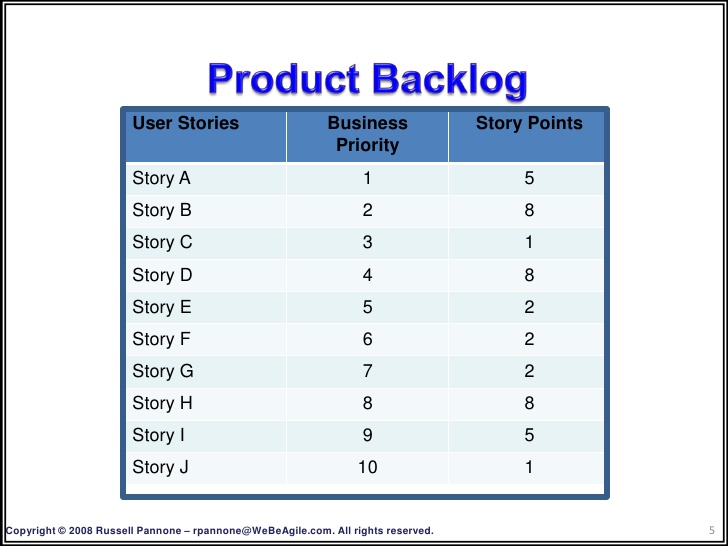 Product Backlog
User Stories Business Priority Story Points
Story A 1 5
Story B 2 8
Story C 3 1
Story D 4 8
Story E 5 2
Story F 6 2
Story G 7 2
Story H 8 8
Story I 9 5
Story J 10 1
Copyright © 2008 Russell Pannone – rpannone@WeBeAgile.com. All rights reserved. 5